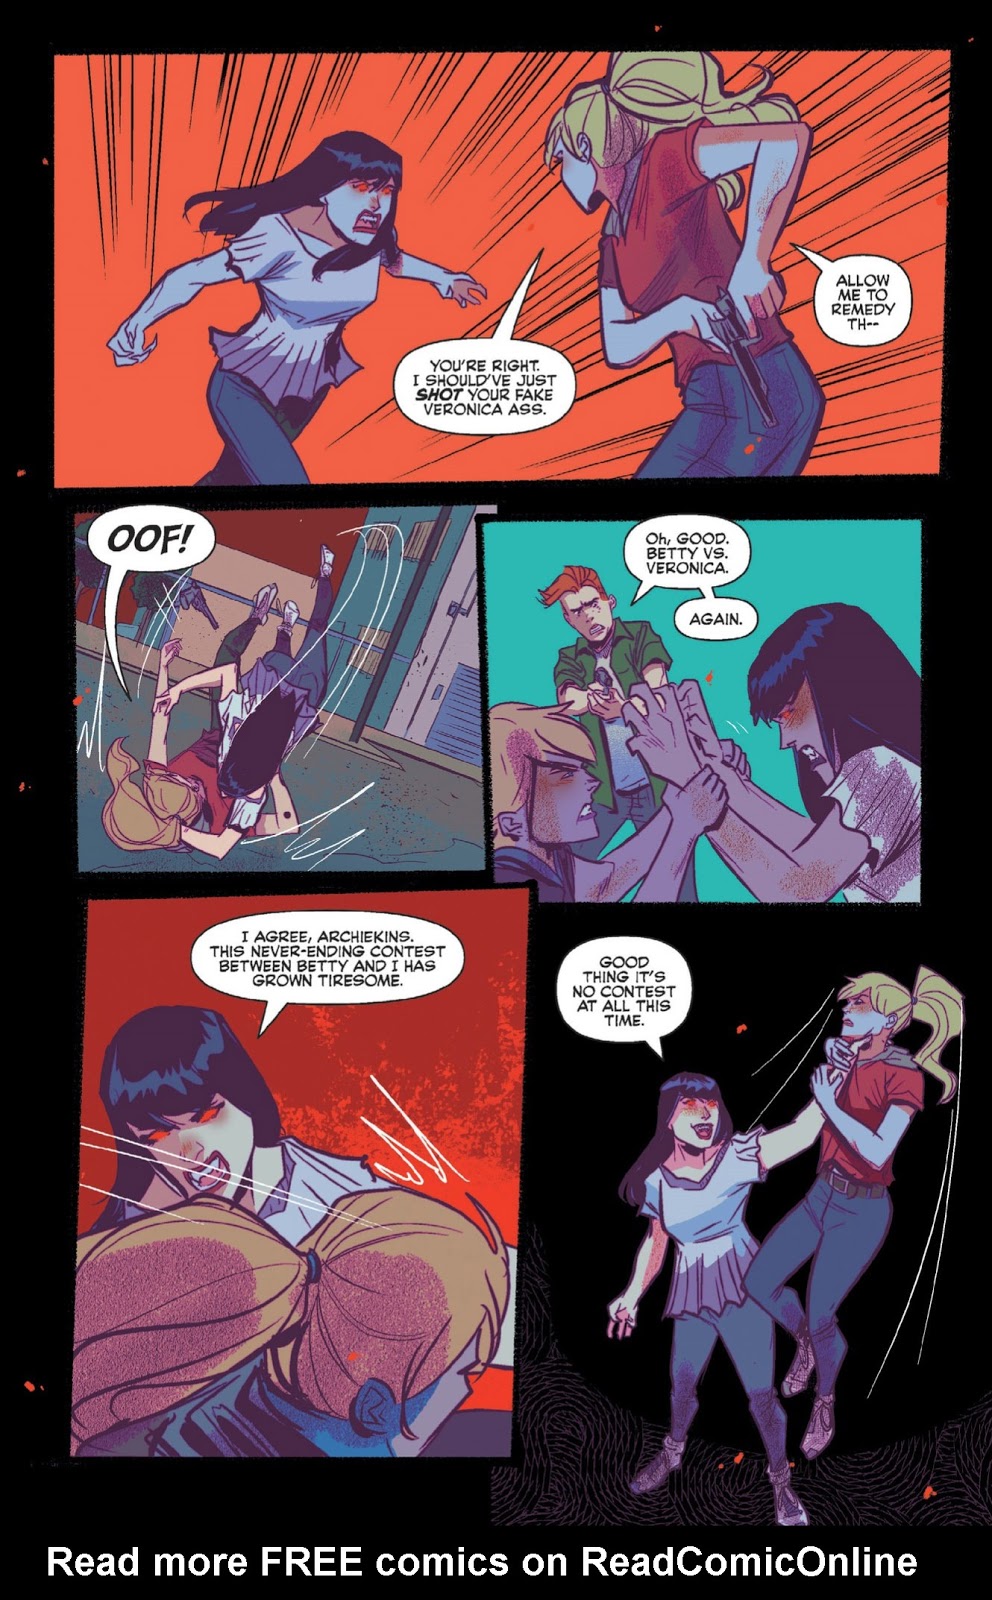 YOU'RE RIGHT.
I SHOULD'VE JUST
SHOT YOUR FAKE
VERONICA ASS.
ALLOW
ME TO
REMEDY
TH--
OOF!
Oh, GOOD.
BETTY VS.
VERONICA.
AGAIN.
I AGREE, ARCHIEKINS.
THIS NEVER-ENDING CONTEST
BETWEEN BETTY AND I HAS
GROWN TIRESOME.
GOOD
THING IT'S
NO CONTEST
AT ALL THIS
TIME.
Read more FREE comics on ReadComicOnline